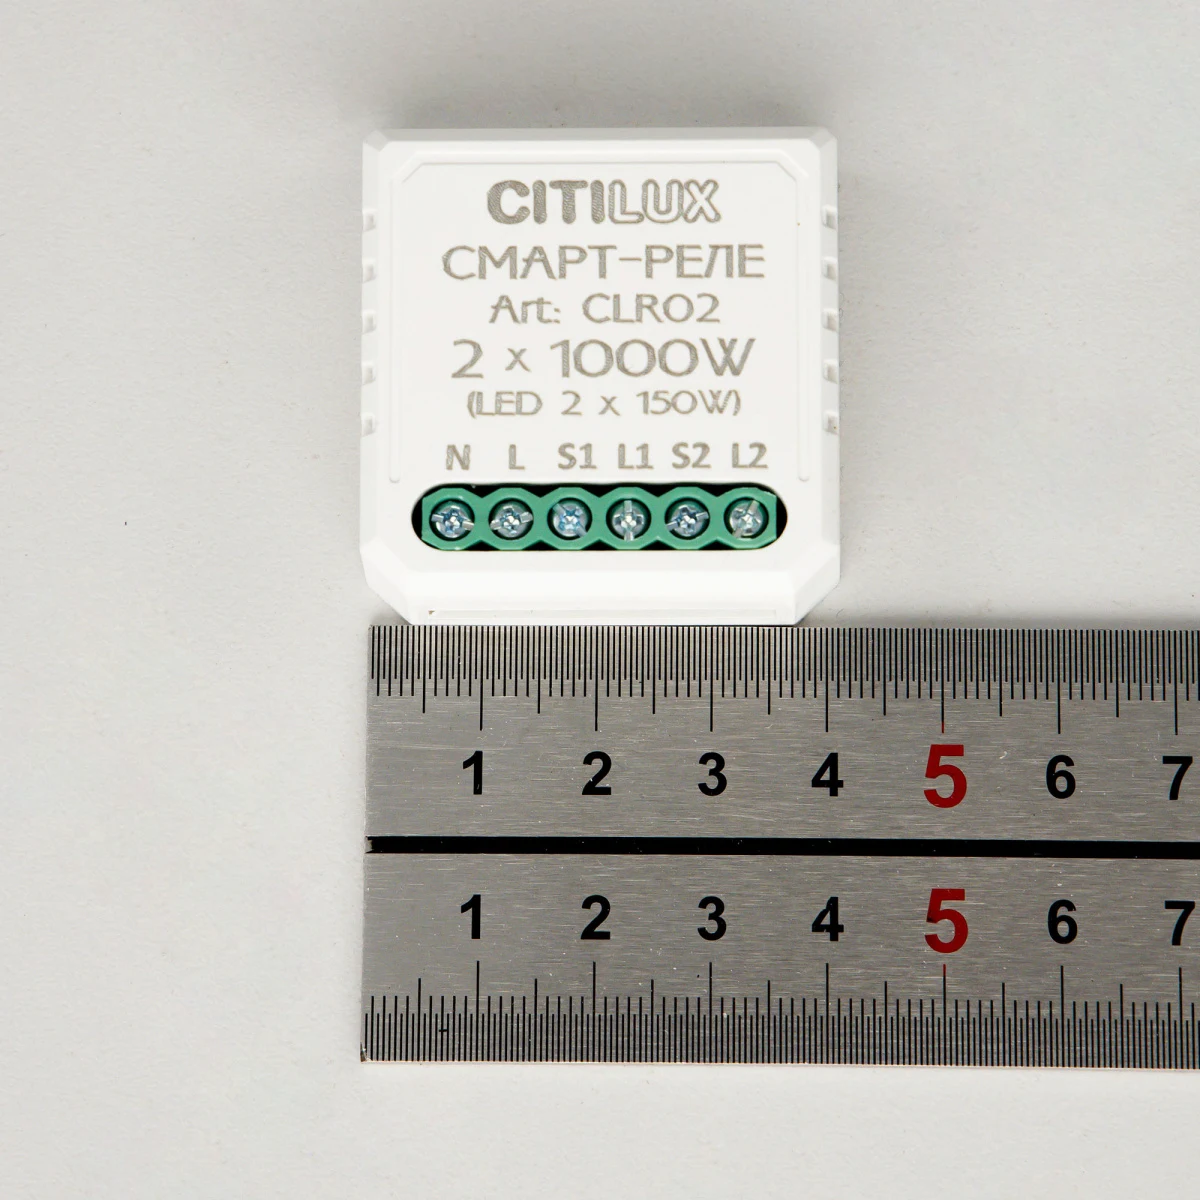 CITILUX
СМАРТ-РЕЛЕ
Art: CLR02
2 x 1000W
(LED 2 x 150W)
N L S1 L1 S2 L2
1 2 3 4 5 6 7
1 2 3 4 5 6 7